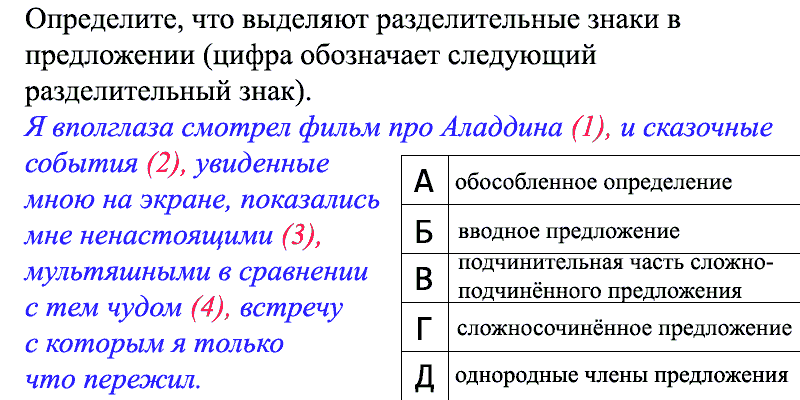 Определите, что выделяют разделительные знаки в
предложении (цифра обозначает следующий
разделительный знак).
Я вполглаза смотрел фильм про Аладдина (1), и сказочные
события (2), увиденные
мною на экране, показались
мне ненастоящими (3),
мультяшными в сравнении
с тем чудом (4), встречу
с которым я только
что пережил.
А обособленное определение
Б вводное предложение
В подчинительная часть сложно-
подчинённого предложения
Г сложносочинённое предложение
Д однородные члены предложения